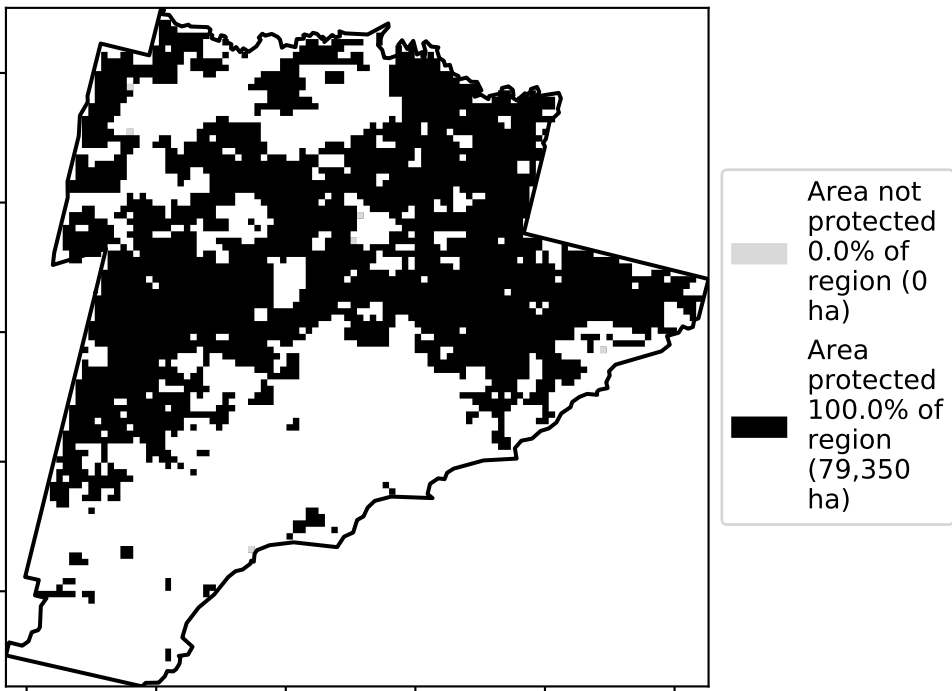 Area not
protected
0.0% of
region (0
ha)
Area
protected
100.0% of
region
(79,350
ha)